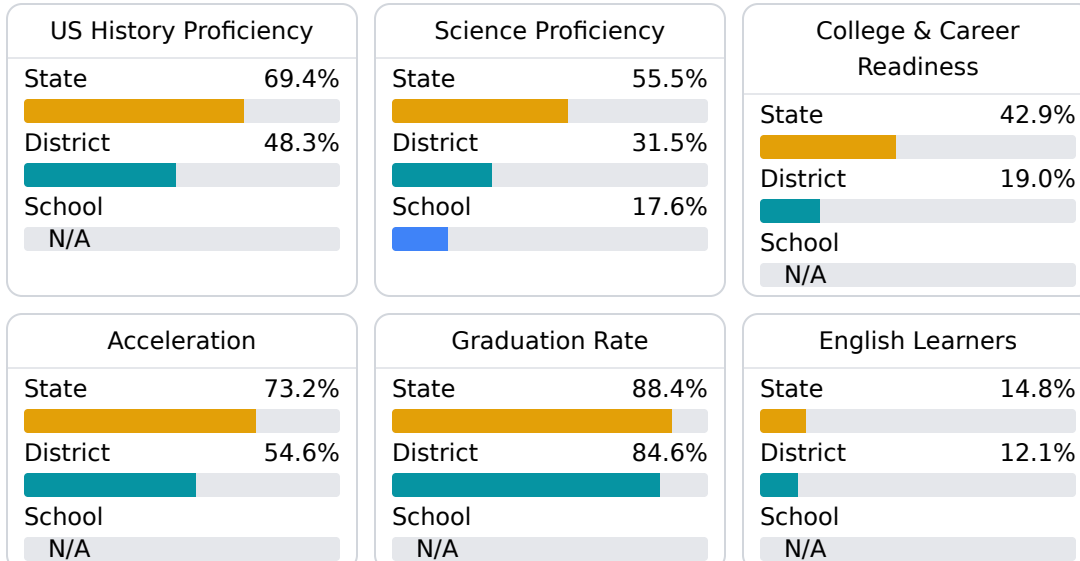 US History Proficiency
State 69.4%
District 48.3%
School
N/A
Science Proficiency
State 55.5%
District 31.5%
School 17.6%
College & Career
Readiness
State 42.9%
District 19.0%
School
N/A
Acceleration
State 73.2%
District 54.6%
School
N/A
Graduation Rate
State 88.4%
District 84.6%
School
N/A
English Learners
State 14.8%
District 12.1%
School
N/A